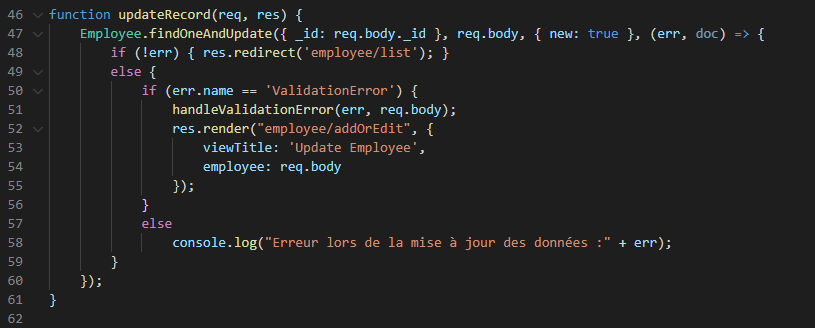 46 function updateRecord(req, res) {
47     Employee.findOneAndUpdate({ _id: req.body._id }, req.body, { new: true }, (err, doc) => {
48         if (!err) { res.redirect('employee/list'); }
49         else {
50             if (err.name == 'ValidationError') {
51                 handleValidationError(err, req.body);
52                 res.render("employee/addOrEdit", {
53                     viewTitle: 'Update Employee',
54                     employee: req.body
55                 });
56             }
57             else
58                 console.log("Erreur lors de la mise à jour des données :" + err);
59         }
60     });
61 }
62